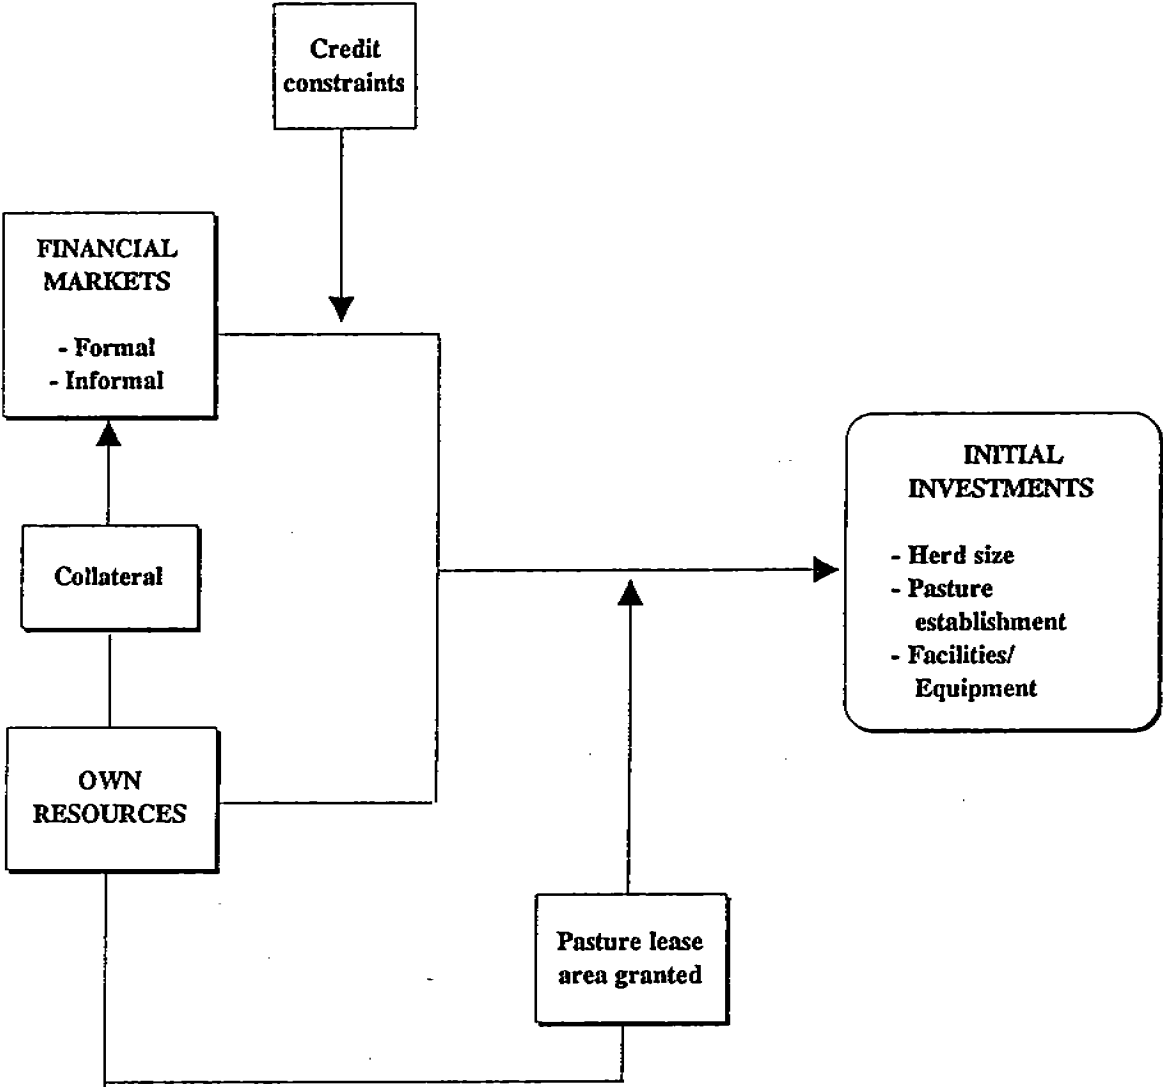 Credit
constraints
FINANCIAL
MARKETS
- Formal
- Informal
Collateral
OWN
RESOURCES
INITIAL
INVESTMENTS
- Herd size
- Pasture
establishment
- Facilities/
Equipment
Pasture lease
area granted